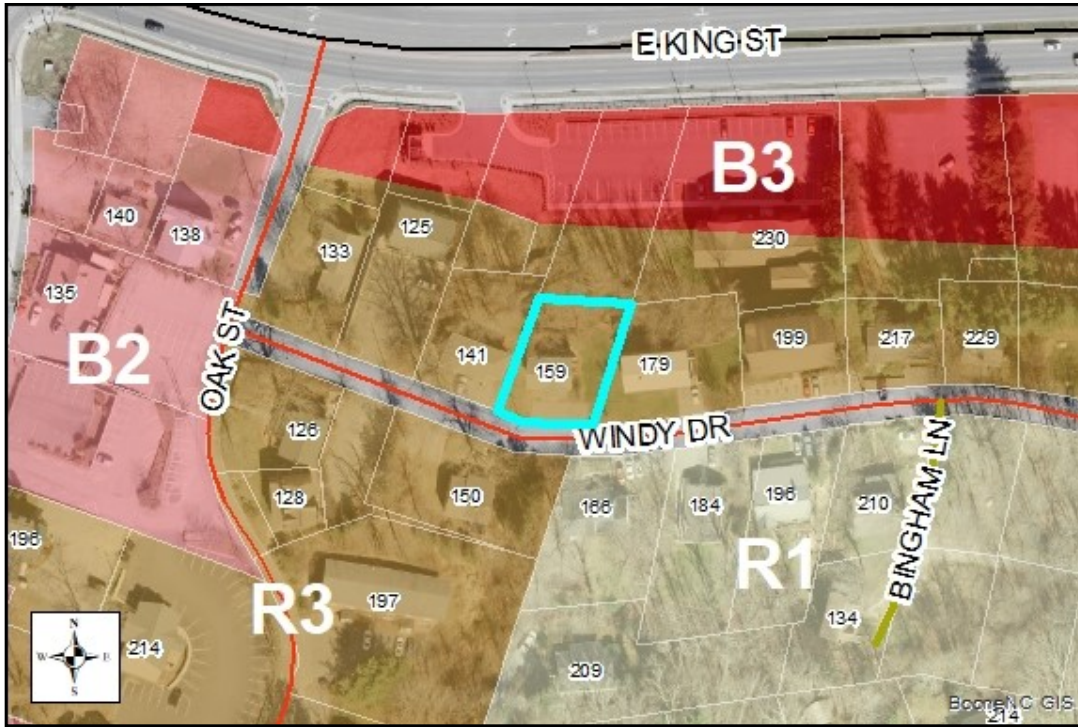 E KING ST
B3
140
138
133
125
230
135
OAK ST
B2
141
159
179
199
217
229
WINDY DR
126
128
150
166
184
196
210
BINGHAM LN
R1
196
R3
197
134
214
209
N
W E
S
BooneNC GIS
214